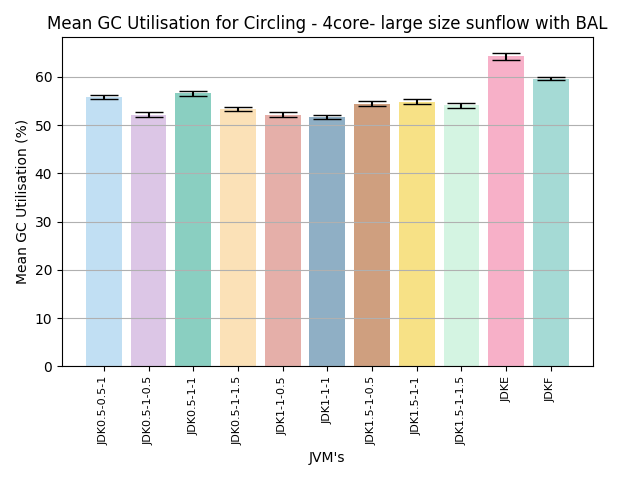 Mean GC Utilisation for Circling - 4core- large size sunflow with BAL
Mean GC Utilisation (%)
60
50
40
30
20
10
0
JDK0.5-0.5-1
JDK0.5-1-0.5
JDK0.5-1-1
JDK0.5-1-1.5
JDK1-1-0.5
JDK1-1-1
JDK1.5-1-0.5
JDK1.5-1-1
JDK1.5-1-1.5
JDKE
JDKF
JVM's